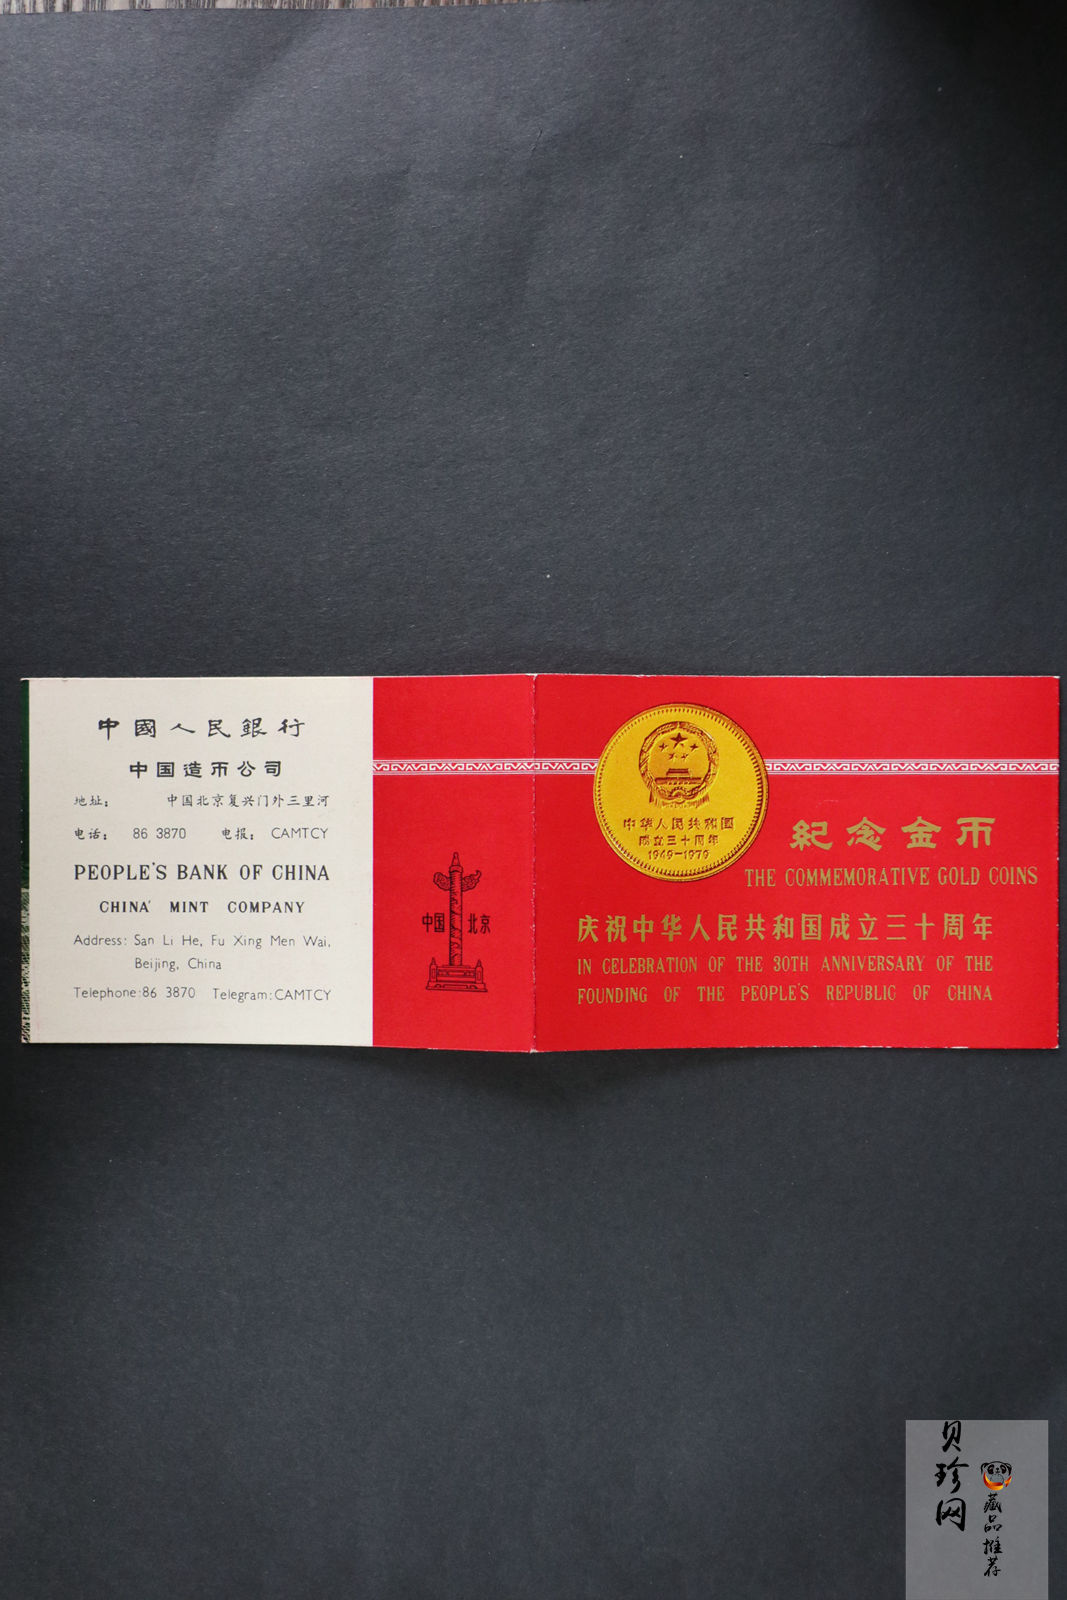 中國人民銀行
中国造币公司
地址： 中国北京复兴门外三里河
电话： 86 3870 电报： CAMTCY
PEOPLE'S BANK OF CHINA
CHINA' MINT COMPANY
Address: San Li He, Fu Xing Men Wai,
Beijing, China
Telephone:86 3870 Telegram:CAMTCY
中国 北京
中华人民共和国
成立三十周年
1949-1979
紀念金币
THE COMMEMORATIVE GOLD COINS
庆祝中华人民共和国成立三十周年
IN CELEBRATION OF THE 30TH ANNIVERSARY OF THE
FOUNDING OF THE PEOPLE'S REPUBLIC OF CHINA
贝珍网
藏品推荐